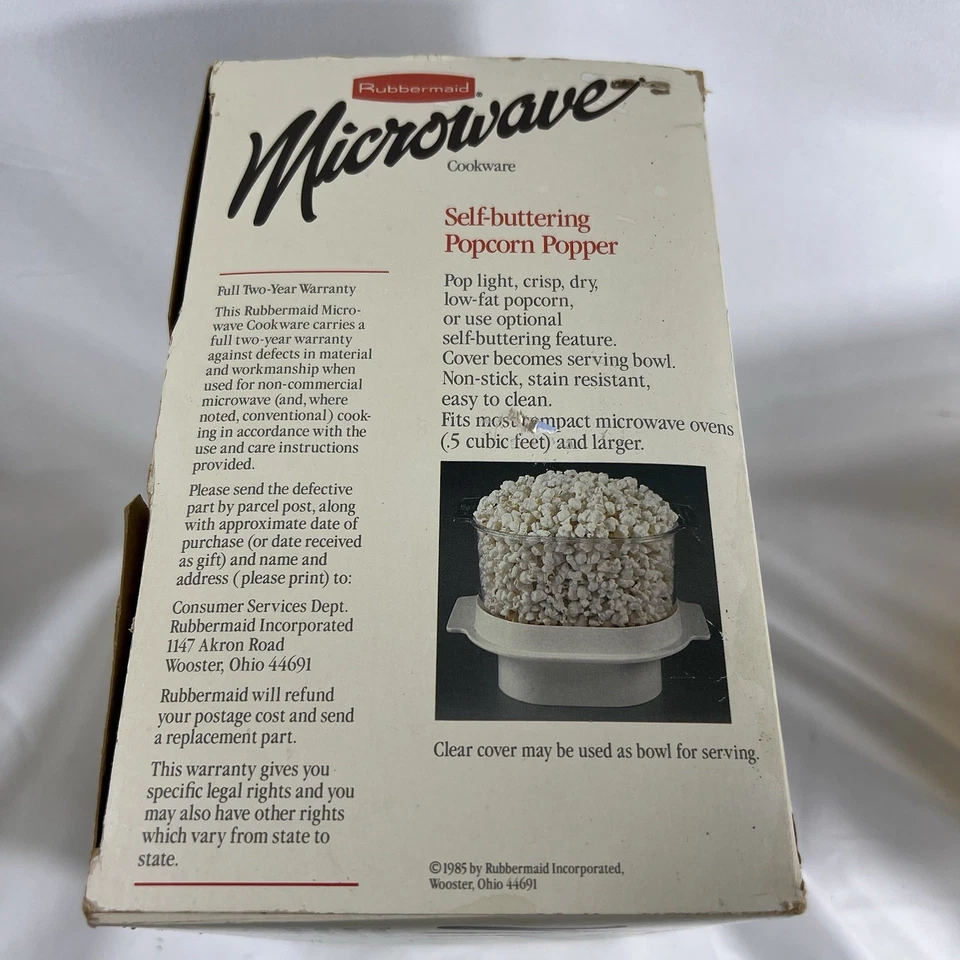 Rubbermaid®
Microwave
Cookware
Self-buttering
Popcorn Popper
Pop light, crisp, dry,
low-fat popcorn,
or use optional
self-buttering feature.
Cover becomes serving bowl.
Non-stick, stain resistant,
easy to clean.
Fits most compact microwave ovens
(.5 cubic feet) and larger.
Clear cover may be used as bowl for serving.
©1985 by Rubbermaid Incorporated,
Wooster, Ohio 44691
Full Two-Year Warranty
This Rubbermaid Micro-
wave Cookware carries a
full two-year warranty
against defects in material
and workmanship when
used for non-commercial
microwave (and, where
noted, conventional) cook-
ing in accordance with the
use and care instructions
provided.
Please send the defective
part by parcel post, along
with approximate date of
purchase (or date received
as gift) and name and
address (please print) to:
Consumer Services Dept.
Rubbermaid Incorporated
1147 Akron Road
Wooster, Ohio 44691
Rubbermaid will refund
your postage cost and send
a replacement part.
This warranty gives you
specific legal rights and you
may also have other rights
which vary from state to
state.